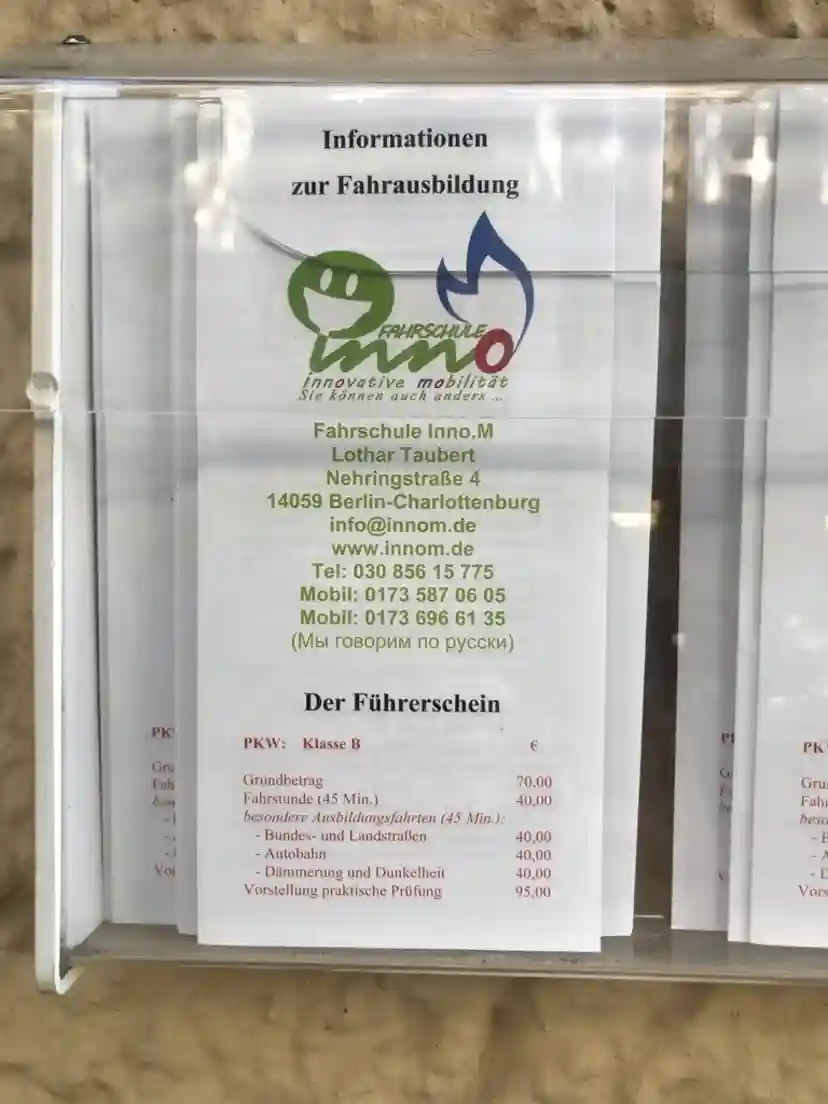 Informationen
zur Fahrausbildung
FAHRSCHULE
inno
innovative mobilität
Sie können auch anders ...
Fahrschule Inno.M
Lothar Taubert
Nehringstraße 4
14059 Berlin-Charlottenburg
info@innom.de
www.innom.de
Tel: 030 856 15 775
Mobil: 0173 587 06 05
Mobil: 0173 696 61 35
(Мы говорим по русски)
Der Führerschein
PKW: Klasse B €
Grundbetrag 70,00
Fahrstunde (45 Min.) 40,00
besondere Ausbildungsfahrten (45 Min.):
- Bundes- und Landstraßen 40,00
- Autobahn 40,00
- Dämmerung und Dunkelheit 40,00
Vorstellung praktische Prüfung 95,00